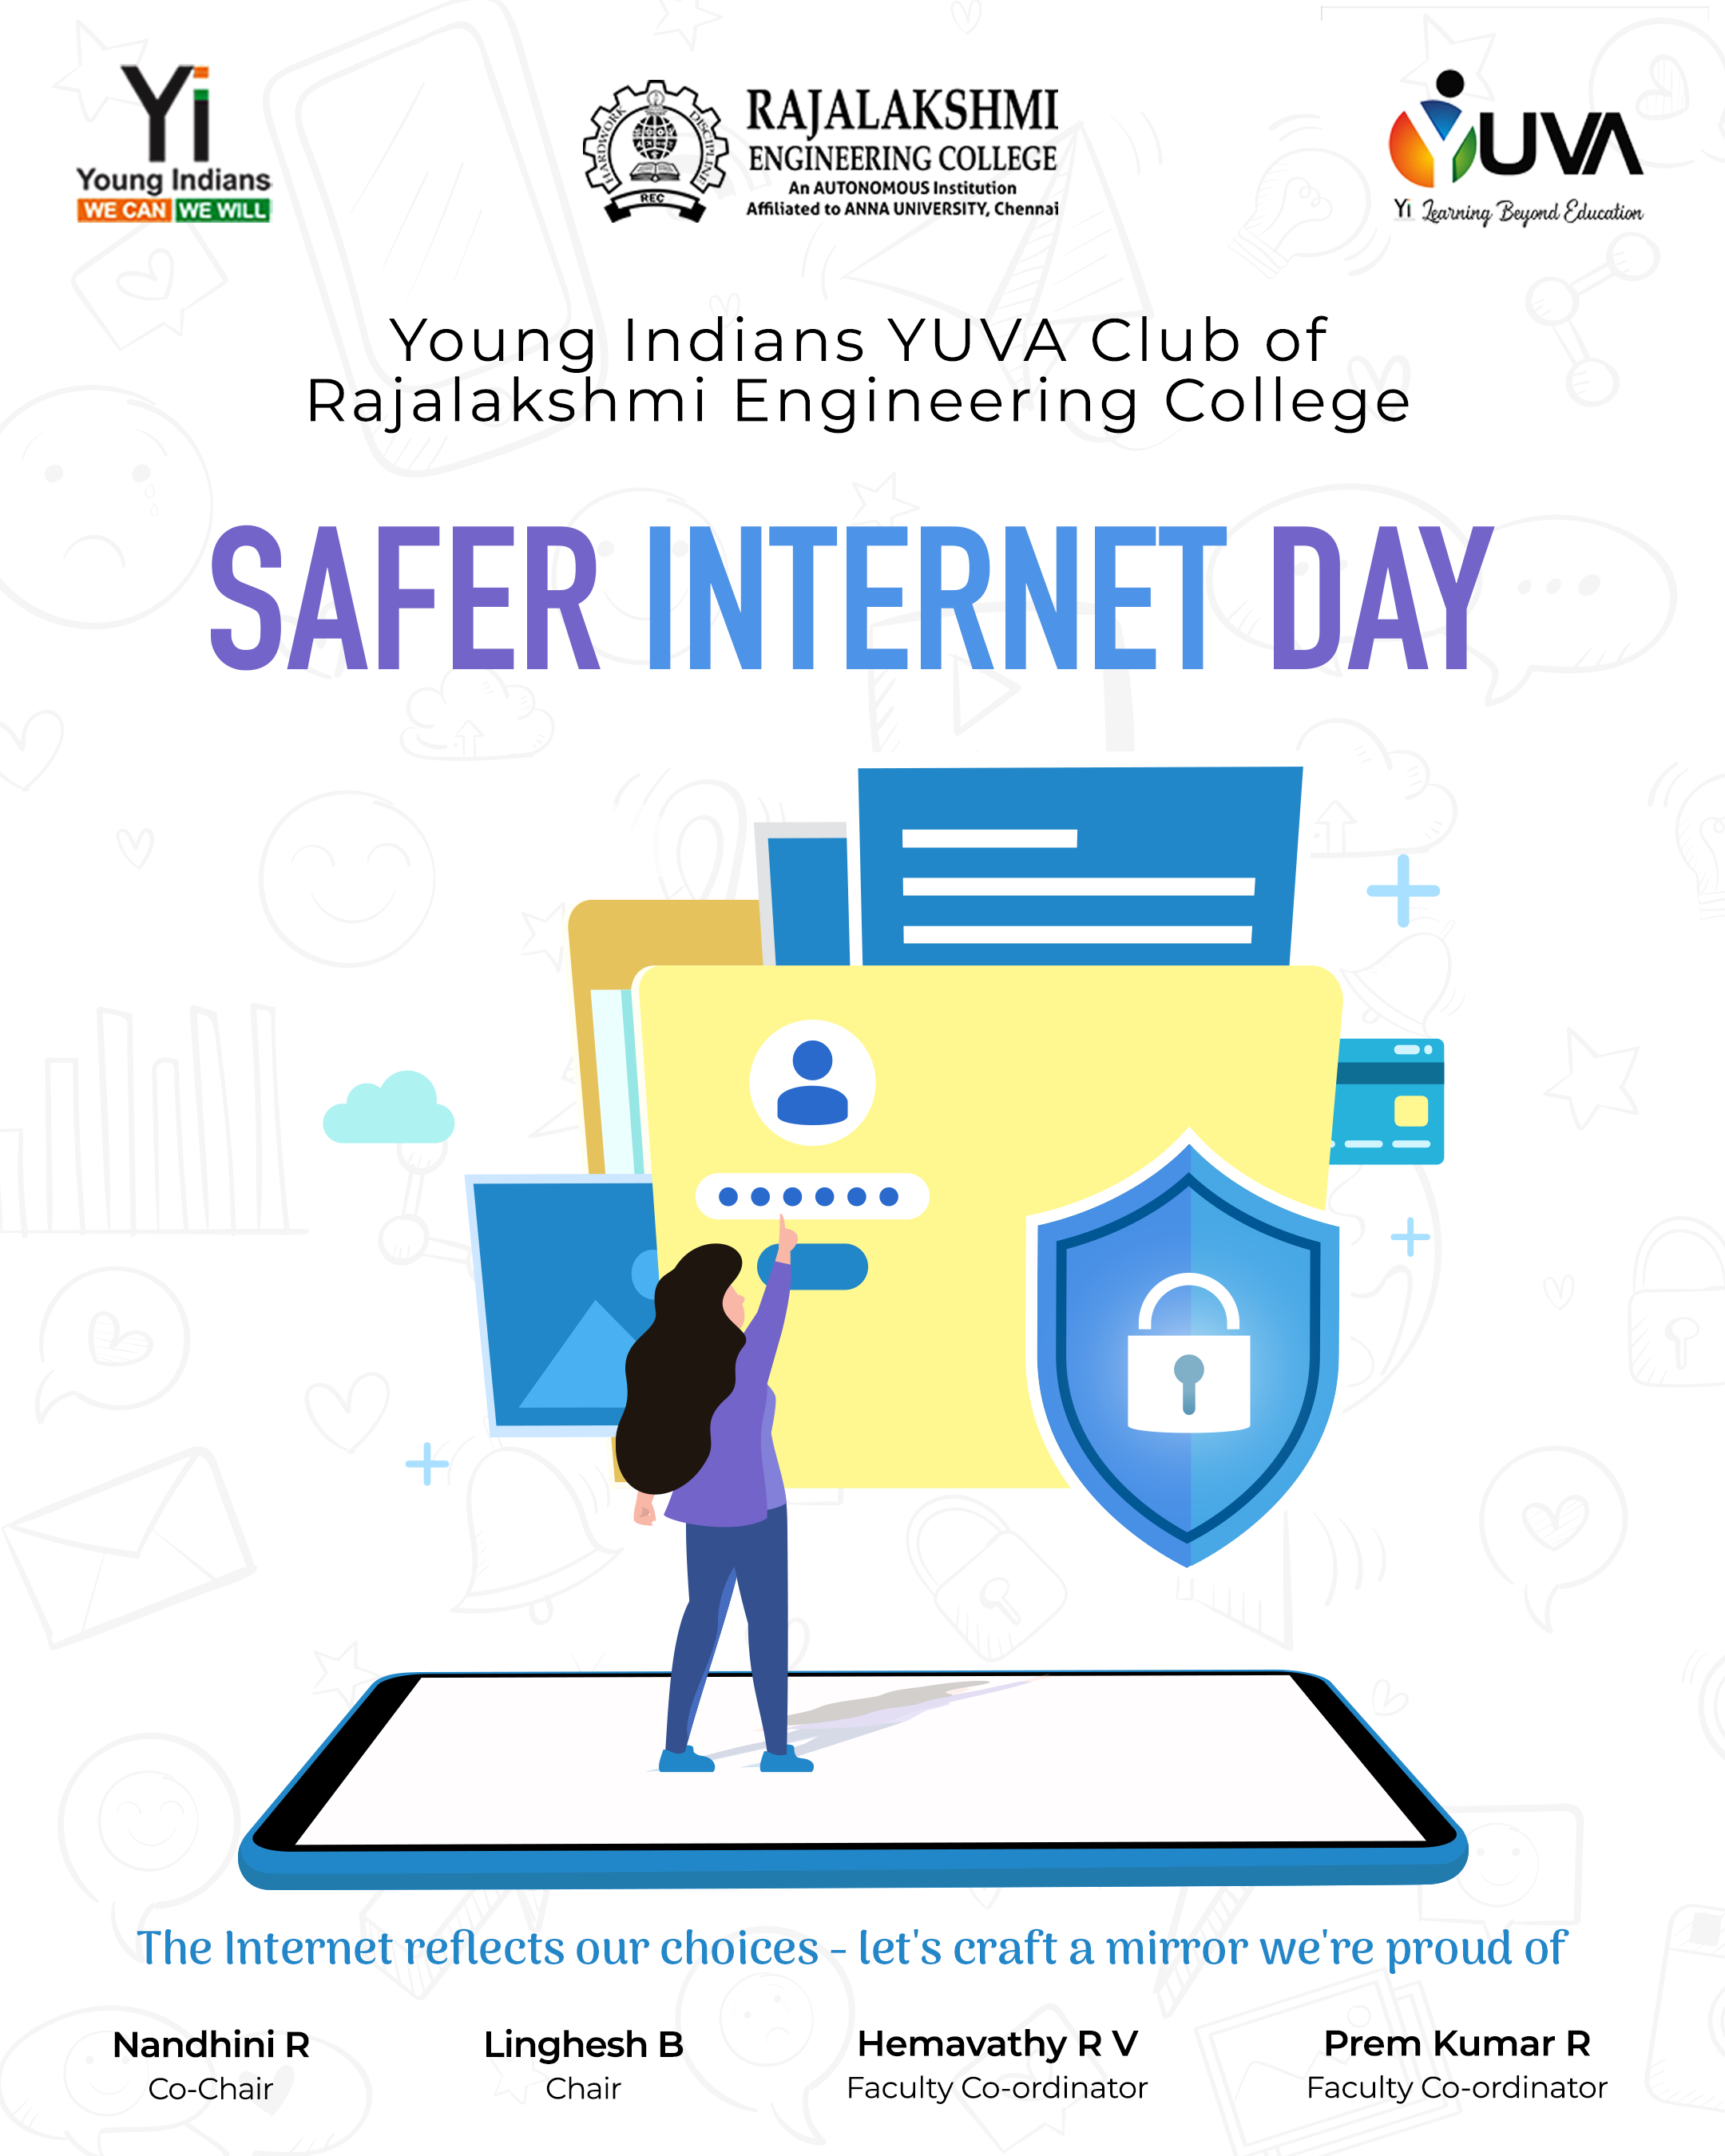 Yi
Young Indians
WE CAN WE WILL
HARDWORK
DISCIPLINE
REC
RAJALAKSHMI
ENGINEERING COLLEGE
An AUTONOMOUS Institution
Affiliated to ANNA UNIVERSITY, Chennai
YUVA
Yi Learning Beyond Education
Young Indians YUVA Club of
Rajalakshmi Engineering College
SAFER INTERNET DAY
The Internet reflects our choices - let's craft a mirror we're proud of
Nandhini R
Co-Chair
Linghesh B
Chair
Hemavathy R V
Faculty Co-ordinator
Prem Kumar R
Faculty Co-ordinator